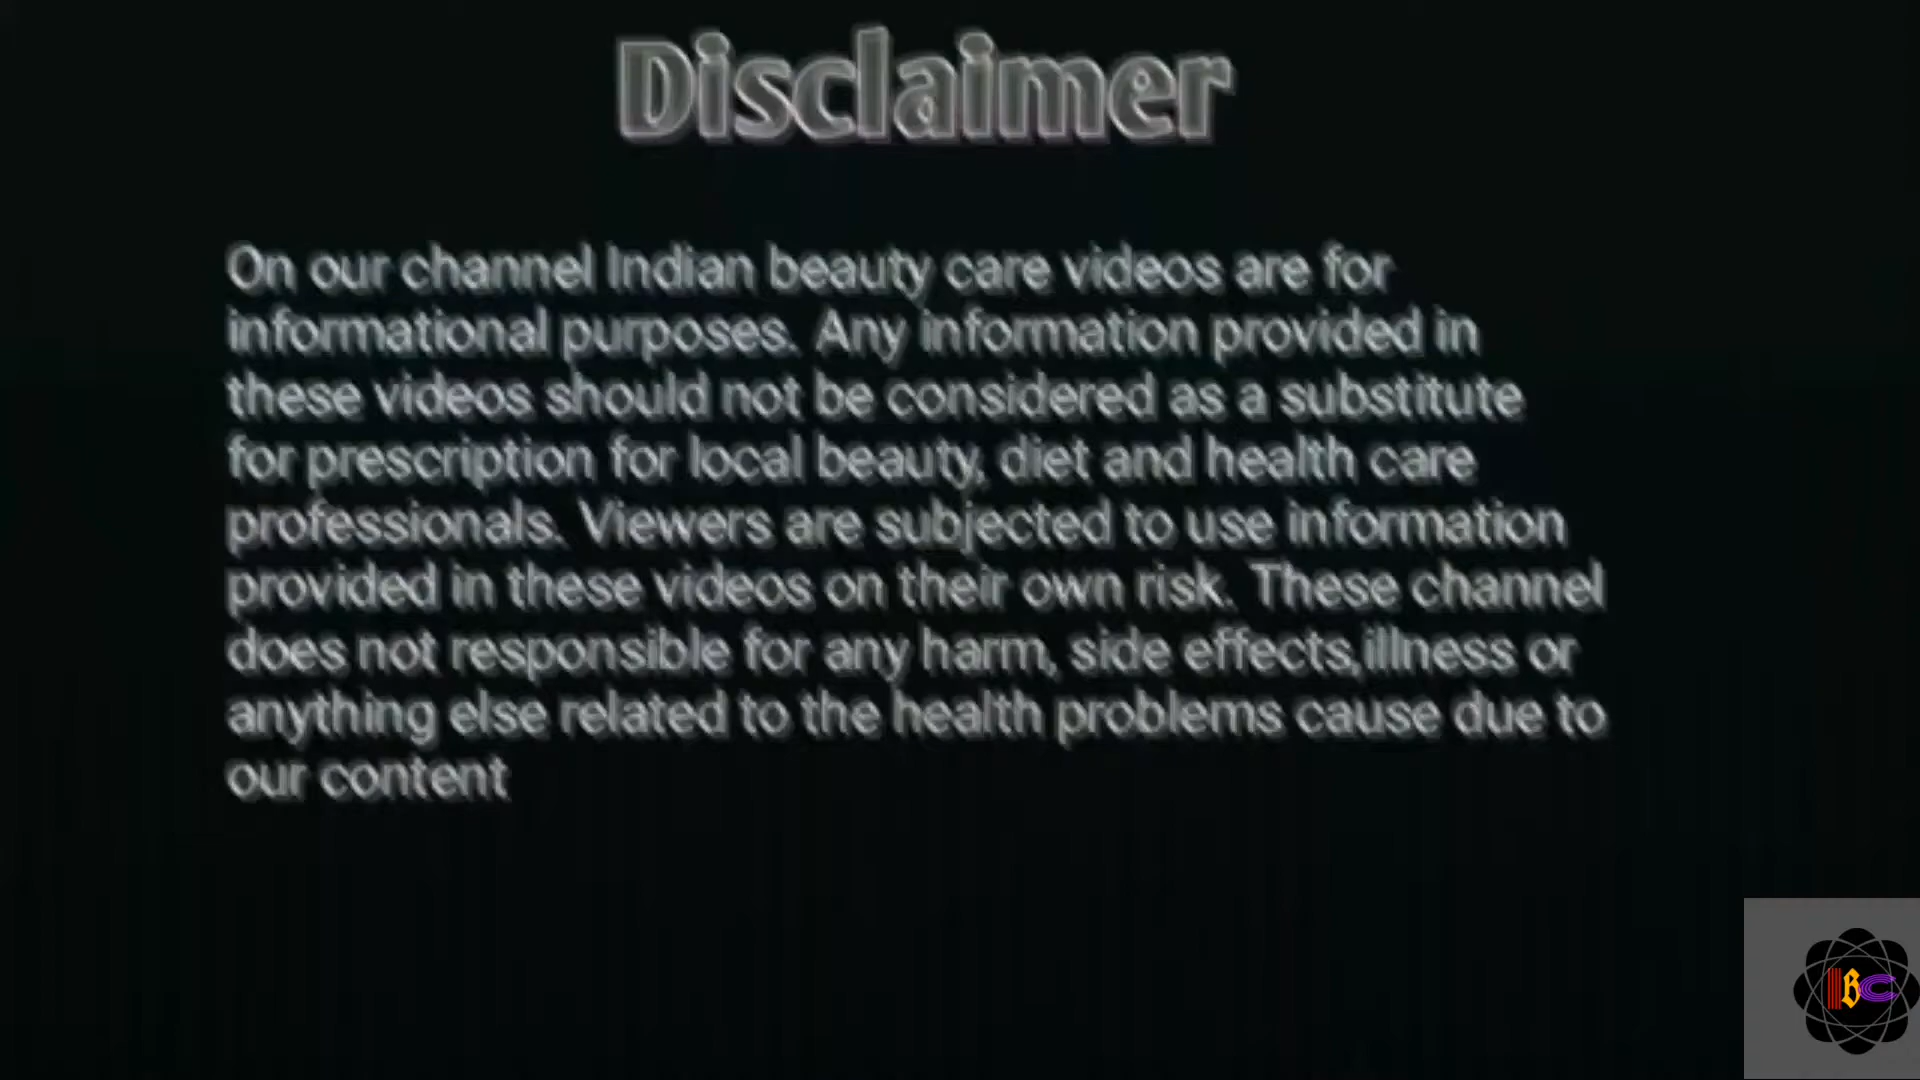 Disclaimer
On our channel Indian beauty care videos are for
informational purposes. Any information provided in
these videos should not be considered as a substitute
for prescription for local beauty, diet and health care
professionals. Viewers are subjected to use information
provided in these videos on their own risk. These channel
does not responsible for any harm, side effects,illness or
anything else related to the health problems cause due to
our content
IBC